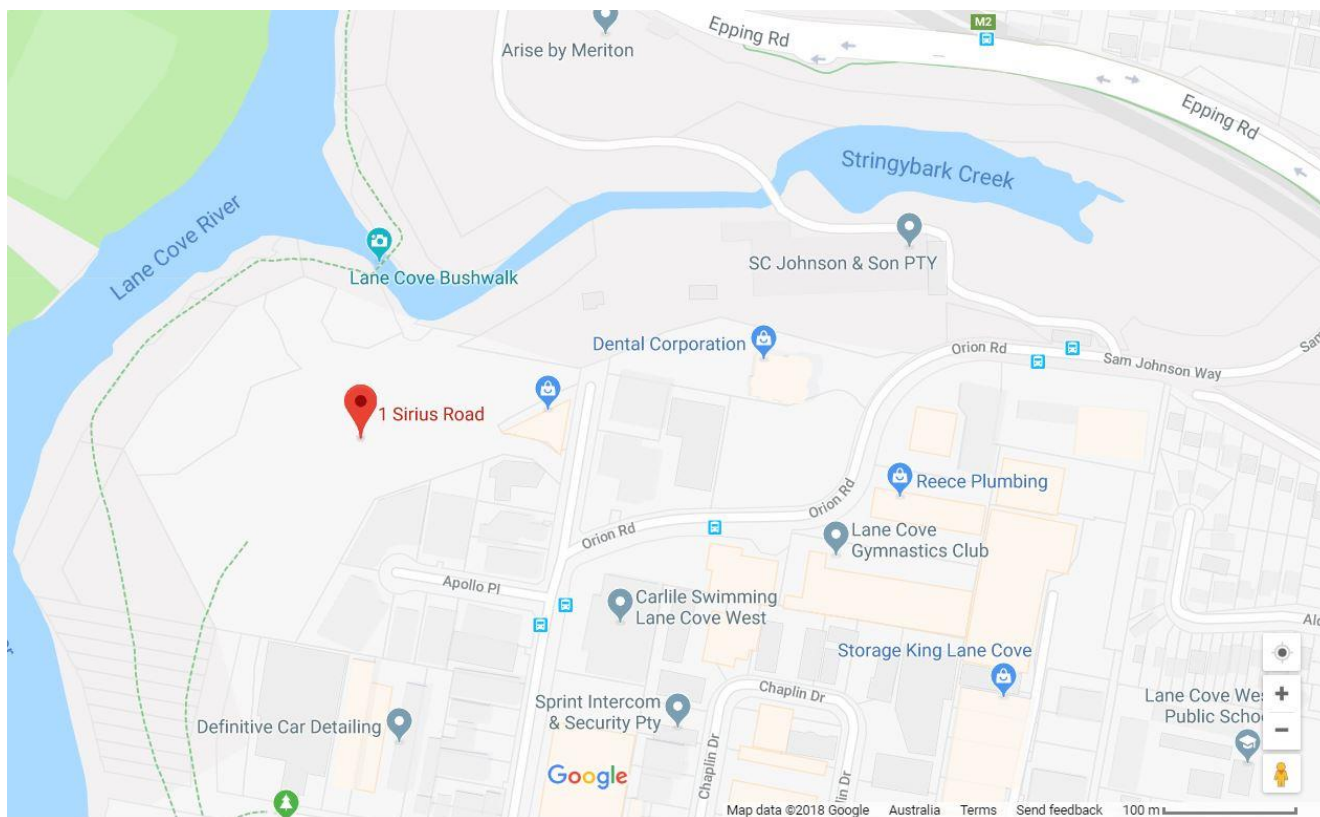 M2
Epping Rd
Arise by Meriton
Epping Rd
Stringybark Creek
Lane Cove River
SC Johnson & Son PTY
Lane Cove Bushwalk
Dental Corporation
Orion Rd
Sam Johnson Way
1 Sirius Road
Reece Plumbing
Orion Rd
Orion Rd
Lane Cove
Gymnastics Club
Apollo Pl
Carlile Swimming
Lane Cove West
Storage King Lane Cove
Chaplin Dr
Sprint Intercom
& Security Pty
Lane Cove Wes
Public Schoo
Definitive Car Detailing
Chaplin Dr
Chaplin Dr
Google
Map data ©2018 Google Australia Terms Send feedback 100 m